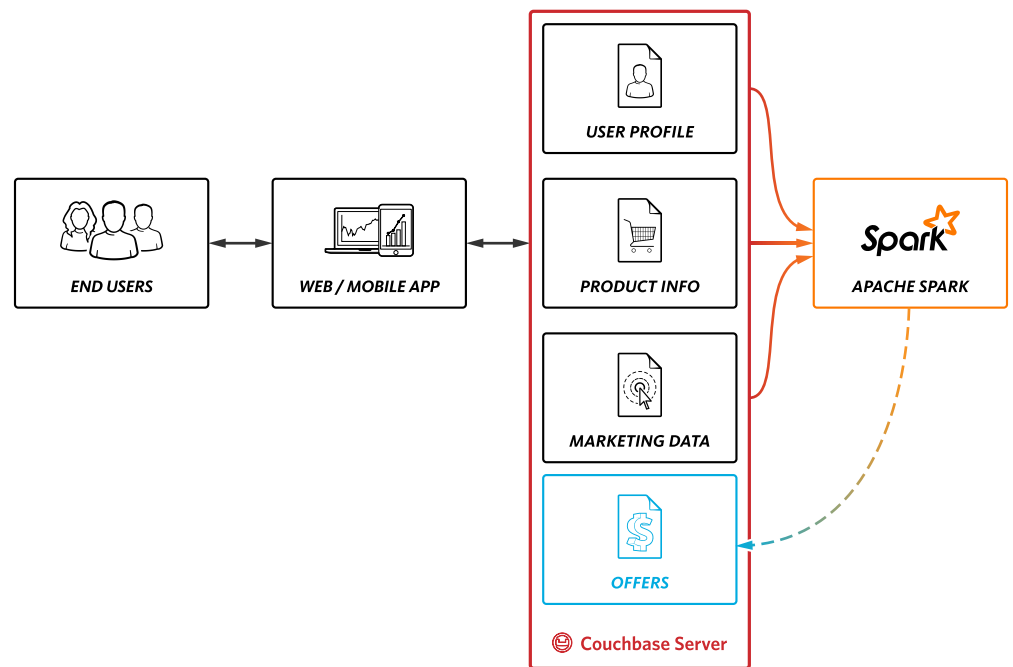 USER PROFILE
END USERS
WEB / MOBILE APP
PRODUCT INFO
Spark
APACHE SPARK
MARKETING DATA
$
OFFERS
Couchbase Server